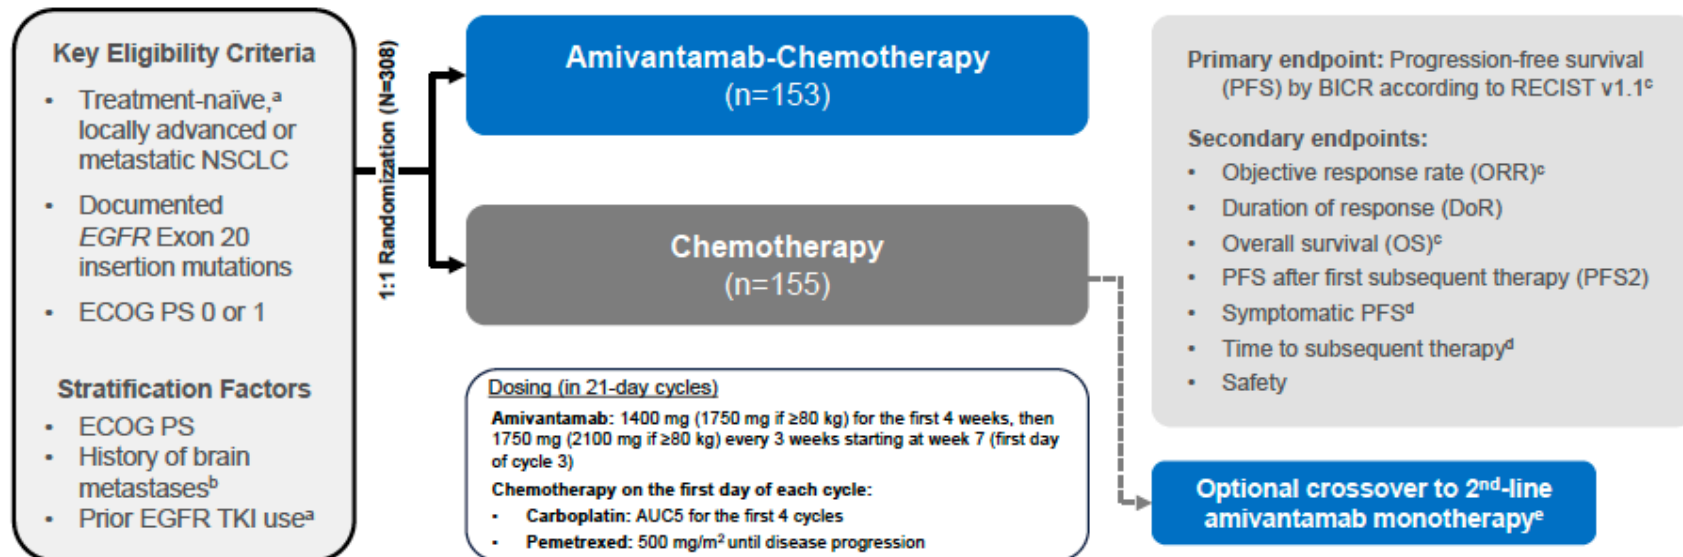 Key Eligibility Criteria
• Treatment-naïve,ᵃ
locally advanced or
metastatic NSCLC
• Documented
EGFR Exon 20
insertion mutations
• ECOG PS 0 or 1
Stratification Factors
• ECOG PS
• History of brain
metastasesᵇ
• Prior EGFR TKI useᵃ
1:1 Randomization (N=308)
Amivantamab-Chemotherapy
(n=153)
Chemotherapy
(n=155)
Dosing (in 21-day cycles)
Amivantamab: 1400 mg (1750 mg if ≥80 kg) for the first 4 weeks, then
1750 mg (2100 mg if ≥80 kg) every 3 weeks starting at week 7 (first day
of cycle 3)
Chemotherapy on the first day of each cycle:
• Carboplatin: AUC5 for the first 4 cycles
• Pemetrexed: 500 mg/m² until disease progression
Primary endpoint: Progression-free survival
(PFS) by BICR according to RECIST v1.1ᶜ
Secondary endpoints:
• Objective response rate (ORR)ᶜ
• Duration of response (DoR)
• Overall survival (OS)ᶜ
• PFS after first subsequent therapy (PFS2)
• Symptomatic PFSᵈ
• Time to subsequent therapyᵈ
• Safety
Optional crossover to 2ⁿᵈ-line
amivantamab monotherapyᵉ